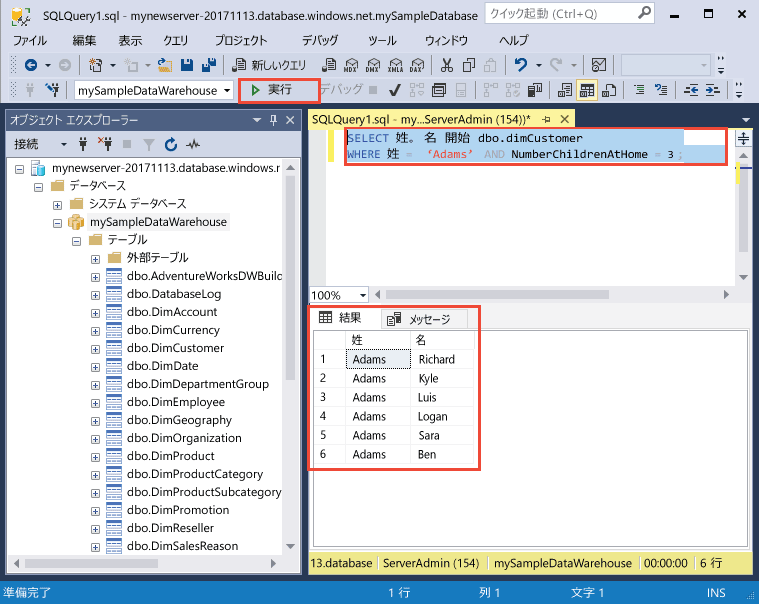 SQLQuery1.sql - mynewserver-20171113.database.windows.net.mySampleDatabase
クイック起動 (Ctrl+Q)
ファイル 編集 表示 クエリ プロジェクト デバッグ ツール ウィンドウ ヘルプ
新しいクエリ MDX DMX XMLA DAX
mySampleDataWarehouse 実行 デバッグ
オブジェクト エクスプローラー
接続
mynewserver-20171113.database.windows.r
データベース
システム データベース
mySampleDataWarehouse
テーブル
外部テーブル
dbo.AdventureWorksDWBuild
dbo.DatabaseLog
dbo.DimAccount
dbo.DimCurrency
dbo.DimCustomer
dbo.DimDate
dbo.DimDepartmentGroup
dbo.DimEmployee
dbo.DimGeography
dbo.DimOrganization
dbo.DimProduct
dbo.DimProductCategory
dbo.DimProductSubcategory
dbo.DimPromotion
dbo.DimReseller
dbo.DimSalesReason
SQLQuery1.sql - my...ServerAdmin (154))*
SELECT 姓。 名 開始 dbo.dimCustomer
WHERE 姓 = ‘Adams’ AND NumberChildrenAtHome = 3;
100%
結果 メッセージ
姓 名
1 Adams Richard
2 Adams Kyle
3 Adams Luis
4 Adams Logan
5 Adams Sara
6 Adams Ben
13.database ServerAdmin (154) mySampleDataWarehouse 00:00:00 6 行
準備完了 1 行 列 1 文字 1 INS